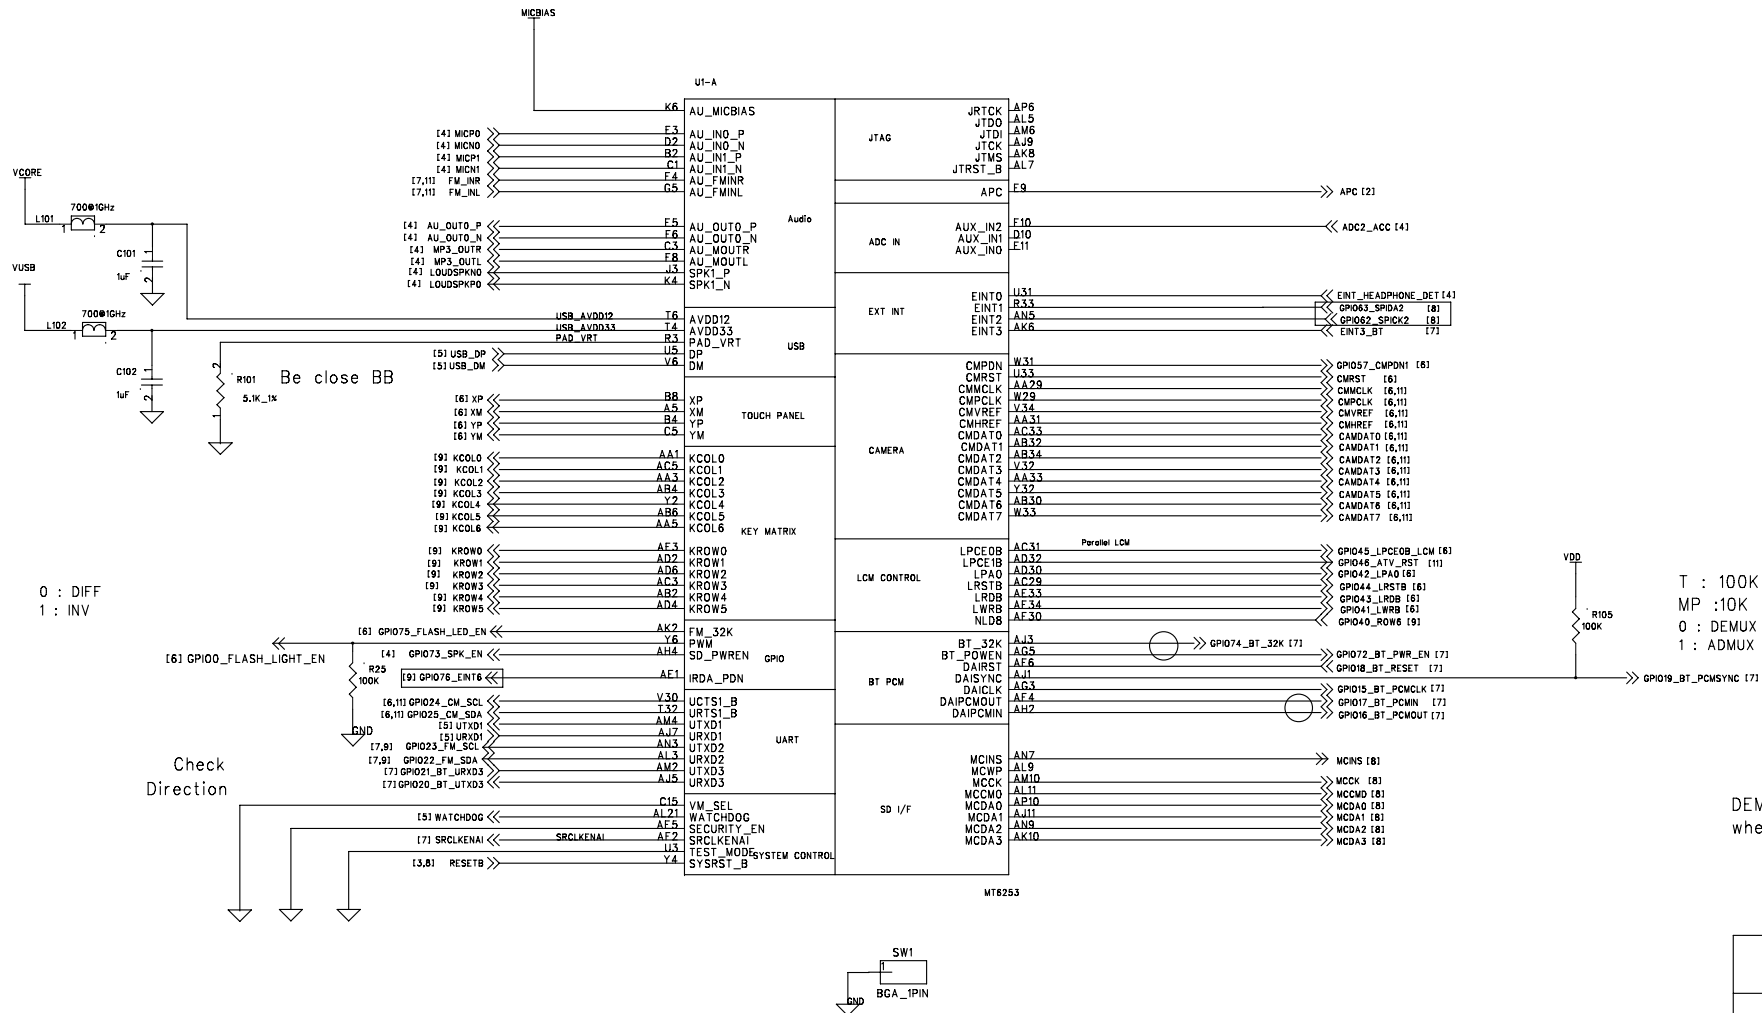 MICBIAS
U1-A
K6 AU_MICBIAS
[4] MICP0 E3 AU_IN0_P
[4] MICN0 D2 AU_IN0_N
[4] MICP1 B2 AU_IN1_P
[4] MICN1 C1 AU_IN1_N
[7,11] FM_INR F4 AU_FMINR
[7,11] FM_INL G5 AU_FMINL
[4] AU_OUT0_P E5 AU_OUT0_P
[4] AU_OUT0_N F6 AU_OUT0_N
[4] MP3_OUTR C3 AU_MOUTR
[4] MP3_OUTL F8 AU_MOUTL
[4] LOUDSPKN0 J3 SPK1_P
[4] LOUDSPKP0 K4 SPK1_N
Audio
VCORE
L101 700@1GHz
1 2
C101
1uF
1
2
VUSB
L102 700@1GHz
1 2
C102
1uF
1
2
USB_AVDD12 T6 AVDD12
USB_AVDD33 T4 AVDD33
PAD_VRT R3 PAD_VRT
[5] USB_DP U5 DP
[5] USB_DM V6 DM
USB
R101
5.1K_1%
2
1
Be close BB
[6] XP B8 XP
[6] XM A5 XM
[6] YP B4 YP
[6] YM C5 YM
TOUCH PANEL
[9] KCOL0 AA1 KCOL0
[9] KCOL1 AC5 KCOL1
[9] KCOL2 AA3 KCOL2
[9] KCOL3 AB4 KCOL3
[9] KCOL4 Y2 KCOL4
[9] KCOL5 AB6 KCOL5
[9] KCOL6 AA5 KCOL6
KEY MATRIX
[9] KROW0 AE3 KROW0
[9] KROW1 AD2 KROW1
[9] KROW2 AD6 KROW2
[9] KROW3 AC3 KROW3
[9] KROW4 AB2 KROW4
[9] KROW5 AD4 KROW5
0 : DIFF
1 : INV
[6] GPIO75_FLASH_LED_EN AK2 FM_32K
[6] GPIO0_FLASH_LIGHT_EN Y6 PWM
[4] GPIO73_SPK_EN AH4 SD_PWREN
GPIO
R25
100K
GND
[9] GPIO76_EINT6 AE1 IRDA_PDN
[6,11] GPIO24_CM_SCL V30 UCTS1_B
[6,11] GPIO25_CM_SDA T32 URTS1_B
[5] UTXD1 AM4 UTXD1
[5] URXD1 AJ7 URXD1
[7,9] GPIO23_FM_SCL AN3 UTXD2
[7,9] GPIO22_FM_SDA AL3 URXD2
[7] GPIO21_BT_URXD3 AM2 UTXD3
[7] GPIO20_BT_UTXD3 AJ5 URXD3
UART
Check
Direction
C15 VM_SEL
[5] WATCHDOG AL21 WATCHDOG
AF5 SECURITY_EN
[7] SRCLKENAI SRCLKENAI AF2 SRCLKENAI
U3 TEST_MODE
[3,8] RESETB Y4 SYSRST_B
SYSTEM CONTROL
JTAG
JRTCK AP6
JTDO AL5
JTDI AM6
JTCK AJ9
JTMS AK8
JTRST_B AL7
APC E9 APC [2]
ADC IN
AUX_IN2 F10 ADC2_ACC [4]
AUX_IN1 D10
AUX_IN0 E11
EXT INT
EINT0 U31 EINT_HEADPHONE_DET [4]
EINT1 R33 GPIO63_SPIDA2 [8]
EINT2 AN5 GPIO62_SPICK2 [8]
EINT3 AK6 EINT3_BT [7]
CAMERA
CMPDN W31 GPIO57_CMPDN1 [6]
CMRST U33 CMRST [6]
CMMCLK AA29 CMMCLK [6,11]
CMPCLK W29 CMPCLK [6,11]
CMVREF V34 CMVREF [6,11]
CMHREF AA31 CMHREF [6,11]
CMDAT0 AC33 CAMDAT0 [6,11]
CMDAT1 AB32 CAMDAT1 [6,11]
CMDAT2 AB34 CAMDAT2 [6,11]
CMDAT3 V32 CAMDAT3 [6,11]
CMDAT4 AA33 CAMDAT4 [6,11]
CMDAT5 Y32 CAMDAT5 [6,11]
CMDAT6 AB30 CAMDAT6 [6,11]
CMDAT7 W33 CAMDAT7 [6,11]
LCM CONTROL
Parallel LCM
LPCE0B AC31 GPIO45_LPCE0B_LCM [6]
LPCE1B AD32 GPIO46_ATV_RST [11]
LPA0 AD30 GPIO42_LPA0 [6]
LRSTB AC29 GPIO44_LRSTB [6]
LRDB AE33 GPIO43_LRDB [6]
LWRB AE34 GPIO41_LWRB [6]
NLD8 AF30 GPIO40_ROW6 [9]
BT PCM
BT_32K AJ3 GPIO74_BT_32K [7]
BT_POWEN AG5 GPIO72_BT_PWR_EN [7]
DAIRST AF6 GPIO18_BT_RESET [7]
DAISYNC AJ1 GPIO19_BT_PCMSYNC [7]
DAICLK AG3 GPIO15_BT_PCMCLK [7]
DAIPCMOUT AF4 GPIO17_BT_PCMIN [7]
DAIPCMIN AH2 GPIO16_BT_PCMOUT [7]
VDD
R105
100K
T : 100K
MP :10K
0 : DEMUX
1 : ADMUX
SD I/F
MCINS AN7 MCINS [8]
MCWP AL9
MCCK AM10 MCCK [8]
MCCM0 AL11 MCCMD [8]
MCDA0 AP10 MCDA0 [8]
MCDA1 AJ11 MCDA1 [8]
MCDA2 AN9 MCDA2 [8]
MCDA3 AK10 MCDA3 [8]
MT6253
DEM
whe
SW1
1
BGA_1PIN
GND